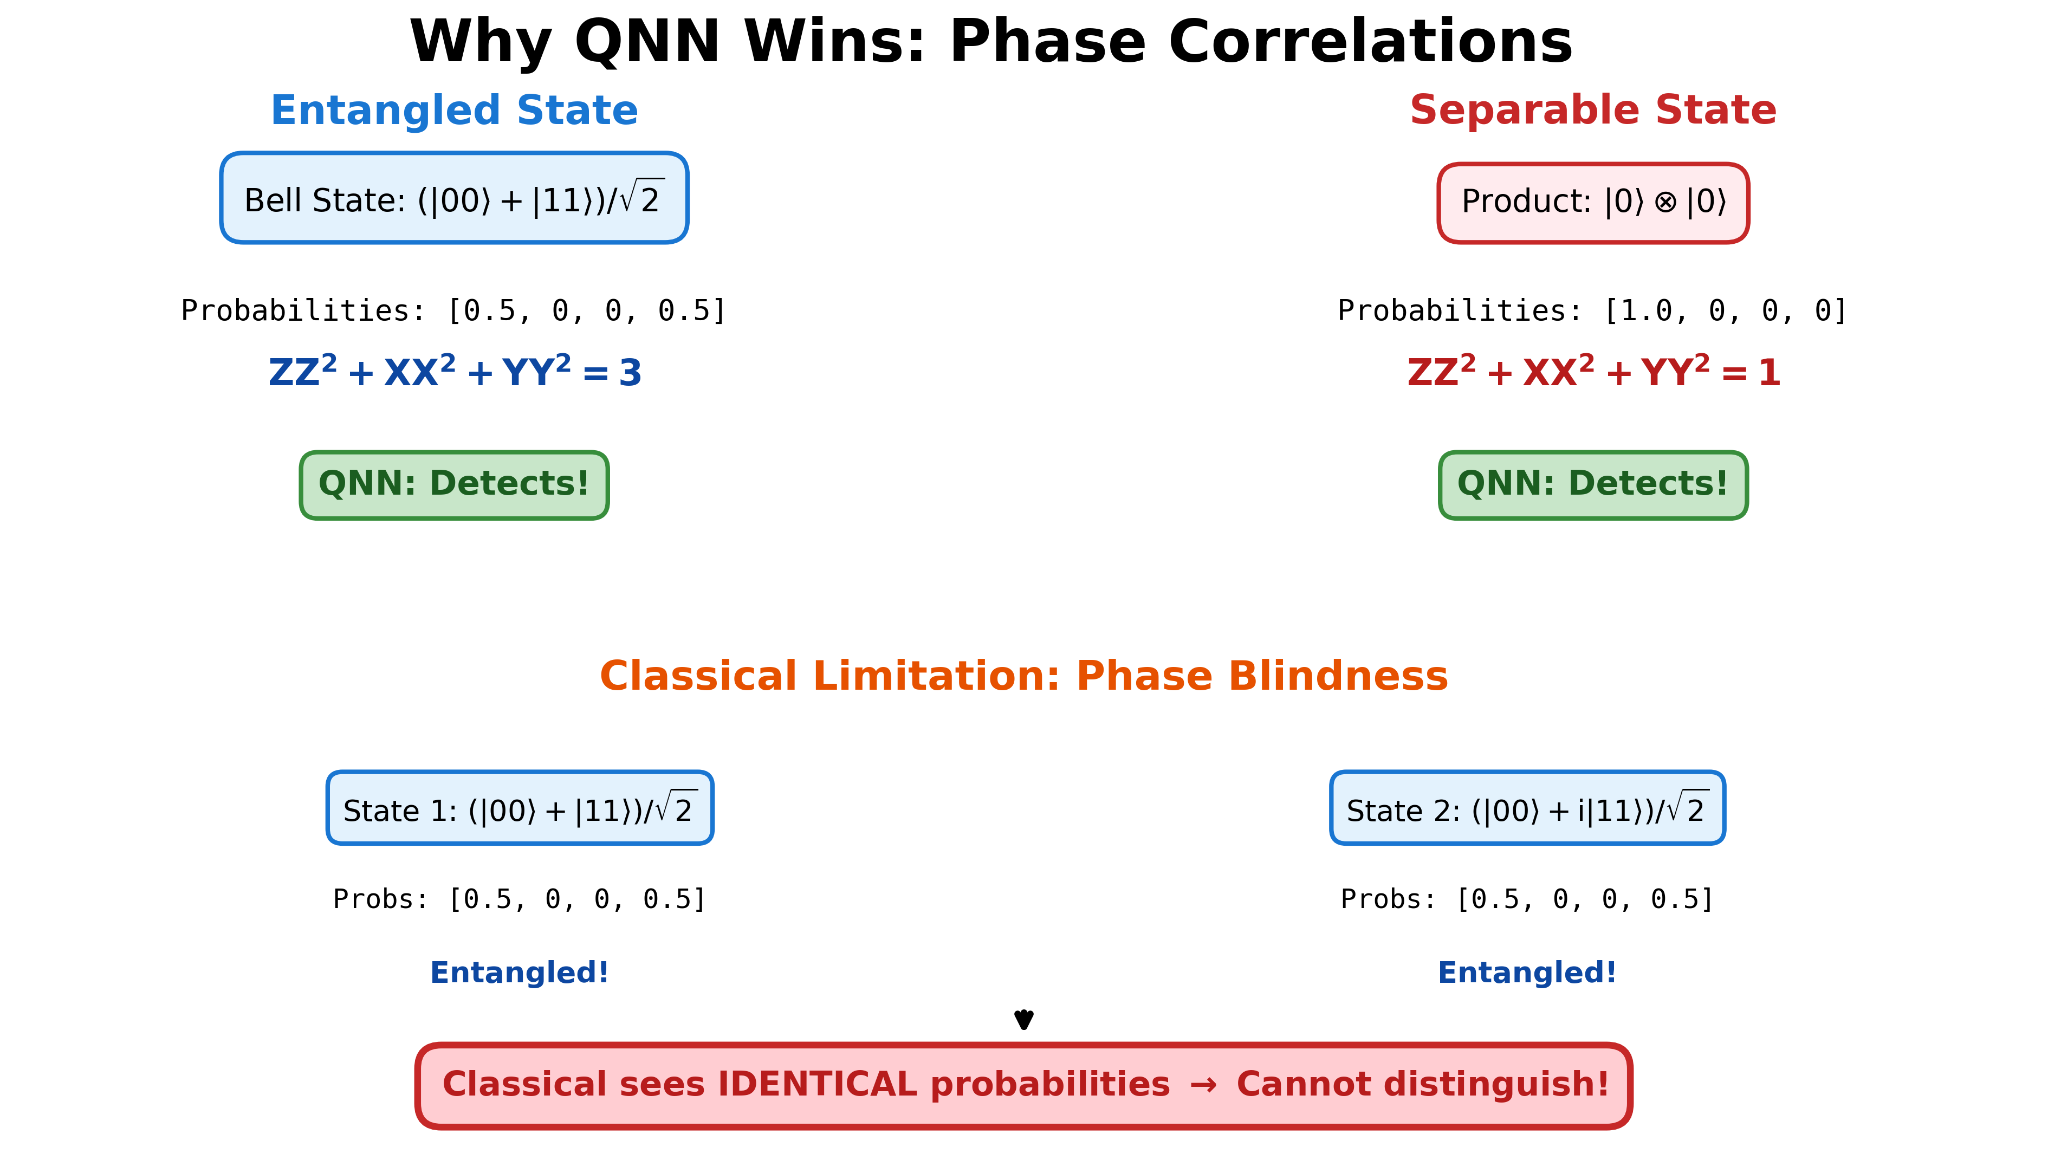 Why QNN Wins: Phase Correlations
Entangled State
Separable State
Bell State: (|00⟩ + |11⟩)/√2
Product: |0⟩ ⊗ |0⟩
Probabilities: [0.5, 0, 0, 0.5]
Probabilities: [1.0, 0, 0, 0]
ZZ² + XX² + YY² = 3
ZZ² + XX² + YY² = 1
QNN: Detects!
QNN: Detects!
Classical Limitation: Phase Blindness
State 1: (|00⟩ + |11⟩)/√2
State 2: (|00⟩ + i|11⟩)/√2
Probs: [0.5, 0, 0, 0.5]
Probs: [0.5, 0, 0, 0.5]
Entangled!
Entangled!
Classical sees IDENTICAL probabilities → Cannot distinguish!